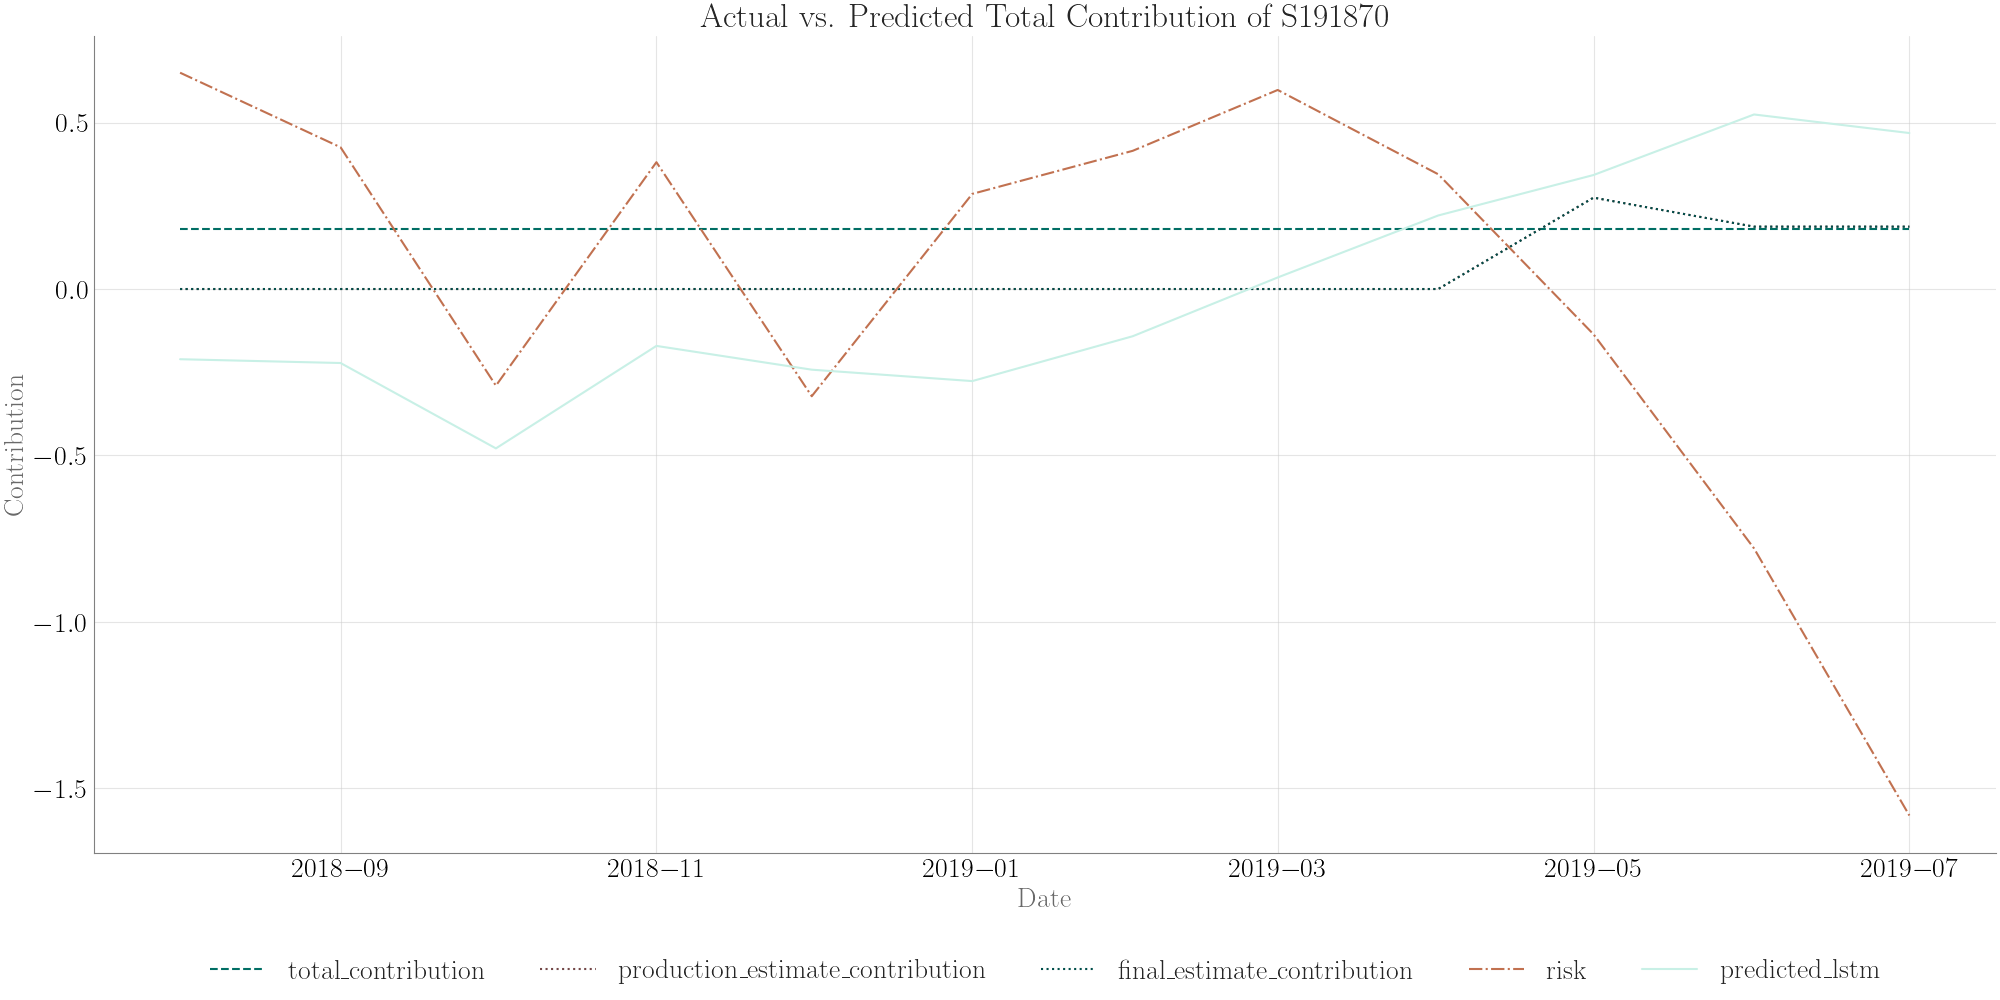 Actual vs. Predicted Total Contribution of S191870
0.5
0.0
−0.5
−1.0
−1.5
Contribution
2018−09 2018−11 2019−01 2019−03 2019−05 2019−07
Date
total_contribution production_estimate_contribution final_estimate_contribution risk predicted_lstm